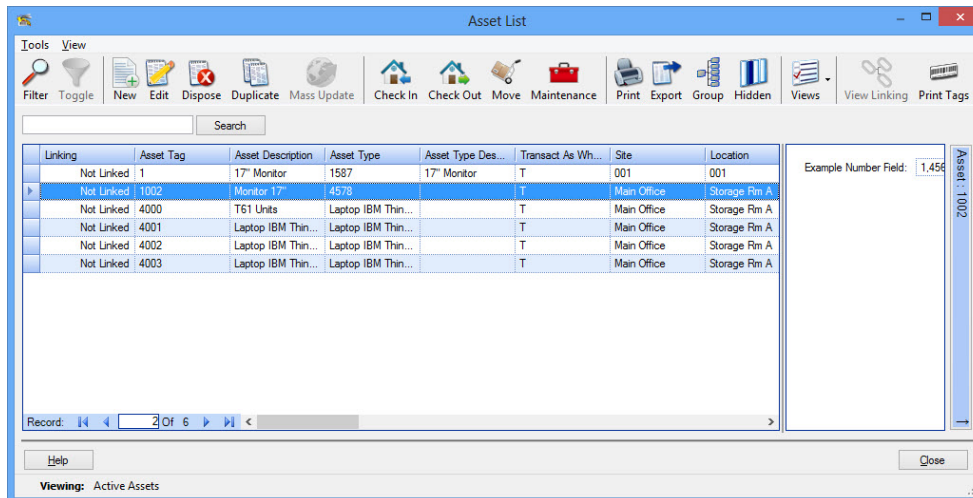 Asset List
Tools View
Filter Toggle New Edit Dispose Duplicate Mass Update Check In Check Out Move Maintenance Print Export Group Hidden Views View Linking Print Tags
Search
Linking Asset Tag Asset Description Asset Type Asset Type Des... Transact As Wh... Site Location
Not Linked 1 17" Monitor 1587 17" Monitor T 001 001
Not Linked 1002 Monitor 17" 4578 T Main Office Storage Rm A
Not Linked 4000 T61 Units Laptop IBM Thin... T Main Office Storage Rm A
Not Linked 4001 Laptop IBM Thin... Laptop IBM Thin... T Main Office Storage Rm A
Not Linked 4002 Laptop IBM Thin... Laptop IBM Thin... T Main Office Storage Rm A
Not Linked 4003 Laptop IBM Thin... Laptop IBM Thin... T Main Office Storage Rm A
Example Number Field: 1,456
Asset : 1002
Record: 2 Of 6
Help Close
Viewing: Active Assets